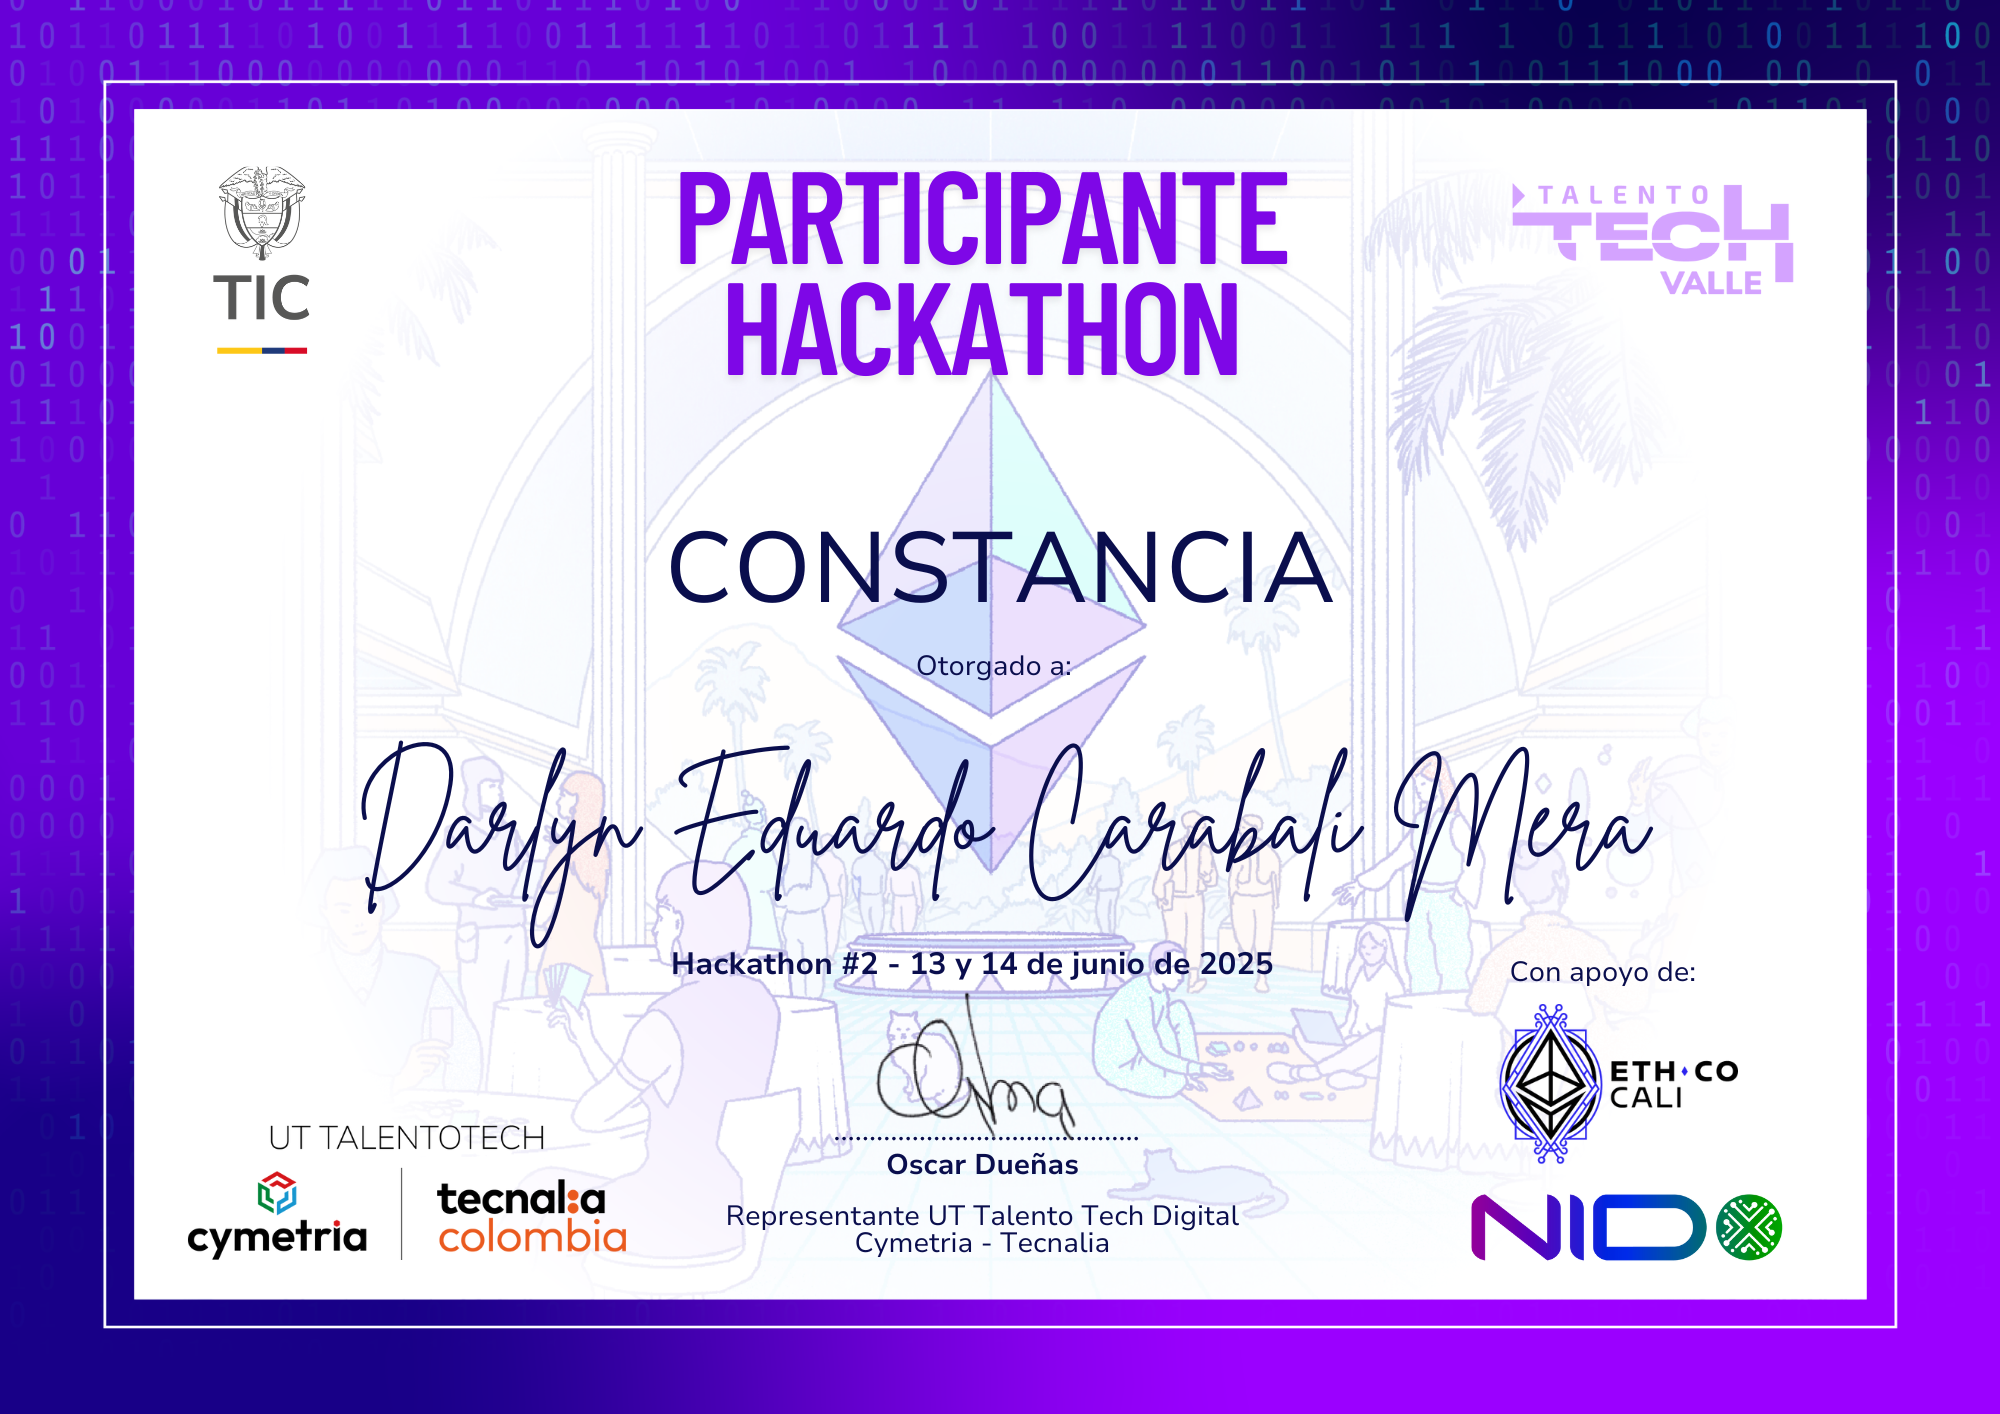 PARTICIPANTE
HACKATHON
TIC
TALENTO
TECH
VALLE
CONSTANCIA
Otorgado a:
Darlyn Eduardo Carabali Mera
Hackathon #2 - 13 y 14 de junio de 2025
Con apoyo de:
ETH CO
CALI
NIDO
Oscar Dueñas
Representante UT Talento Tech Digital
Cymetria - Tecnalia
UT TALENTOTECH
cymetria
tecnalia
colombia